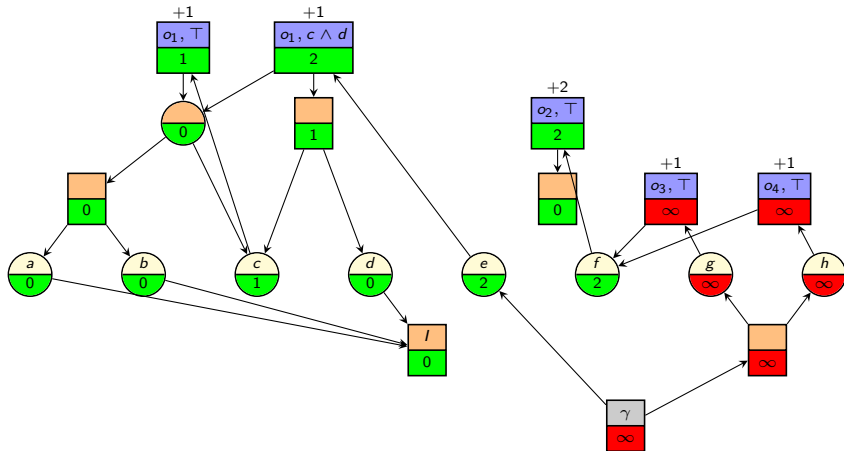 +1 +1
o₁, ⊤ o₁, c ∧ d
1 2
+2
o₂, ⊤
0 1 2
+1 +1
o₃, ⊤ o₄, ⊤
0 0 ∞ ∞
a b c d e f g h
0 0 1 0 2 2 ∞ ∞
I
0 ∞
γ
∞